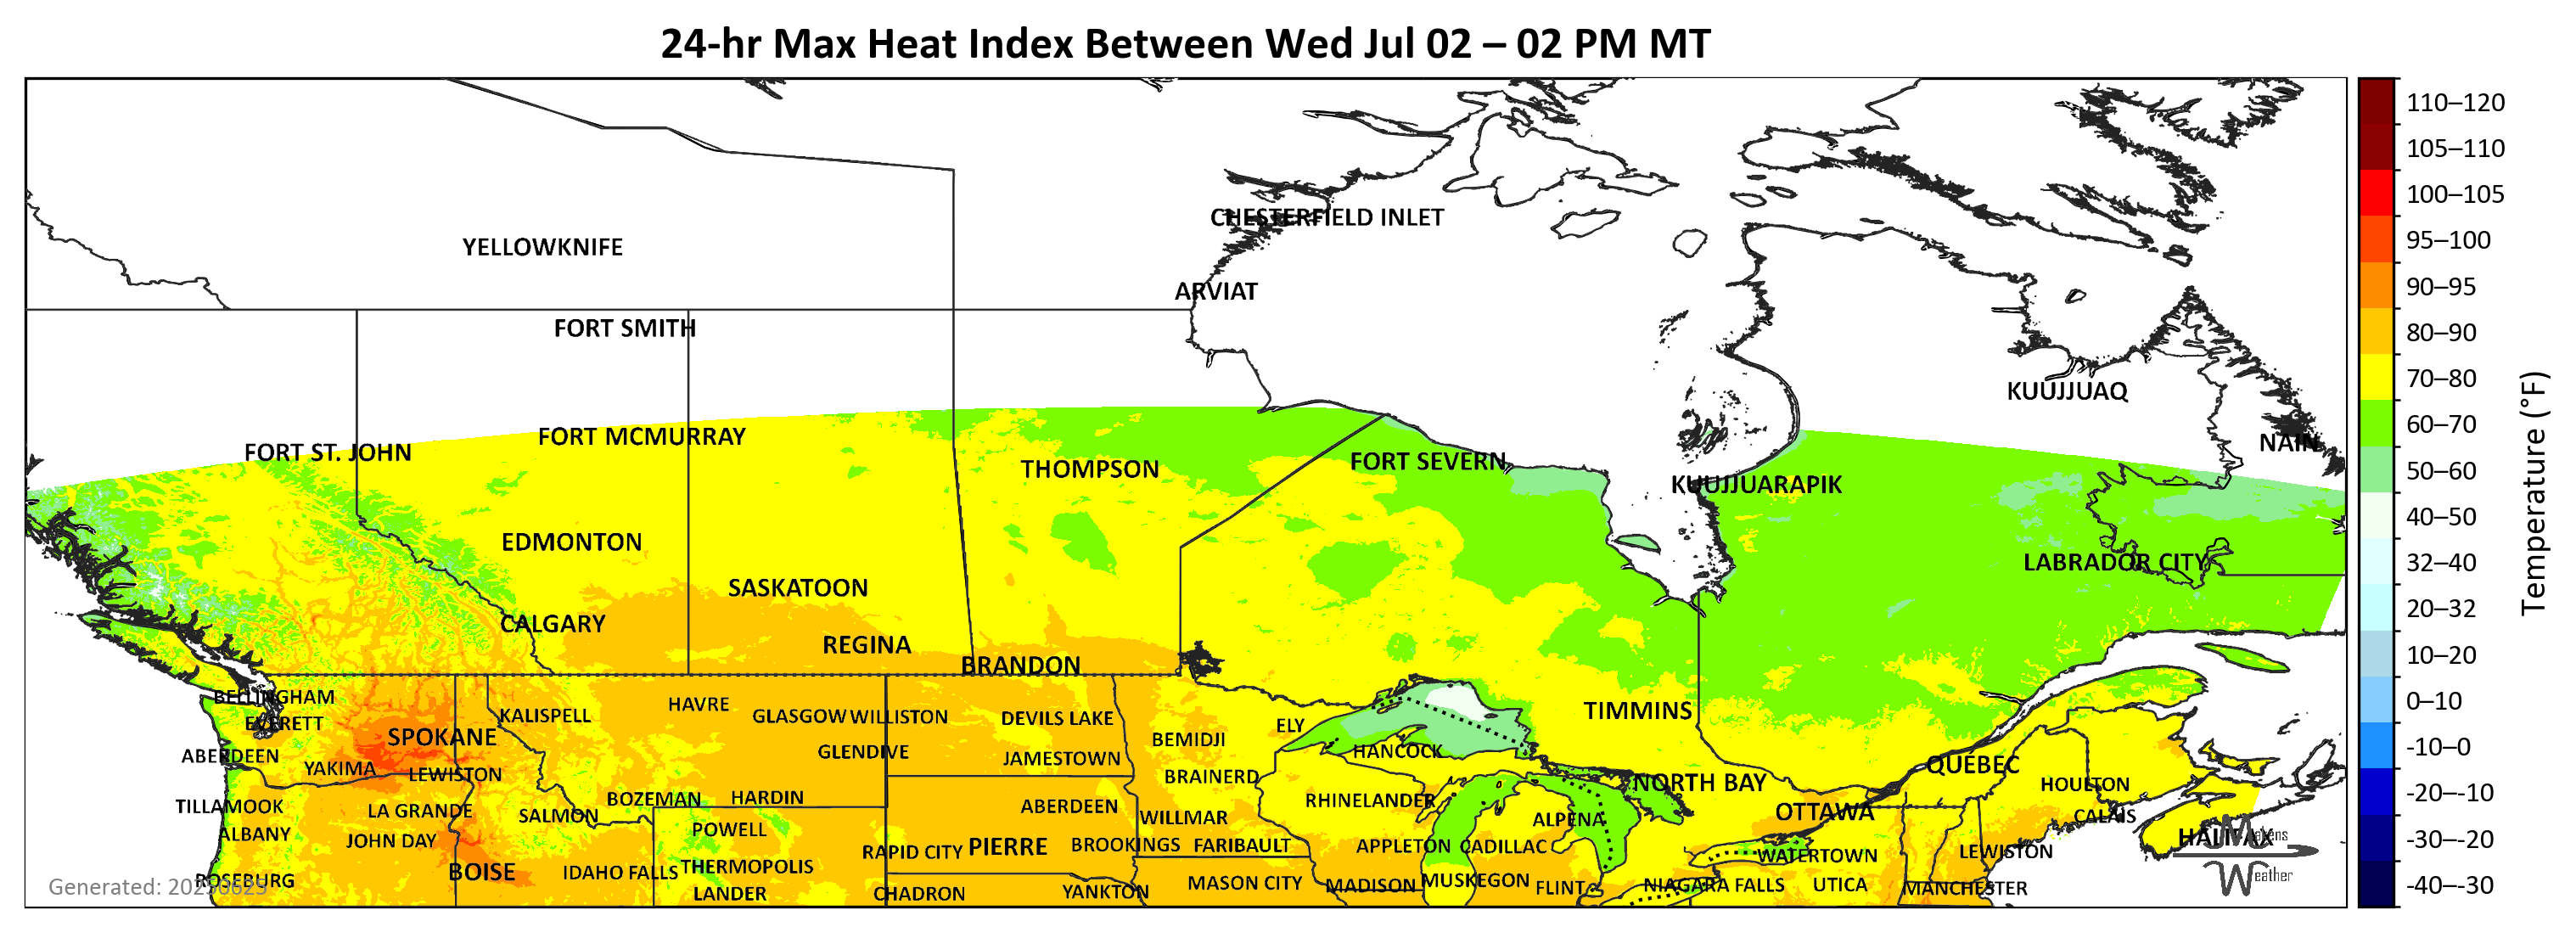 24-hr Max Heat Index Between Wed Jul 02 – 02 PM MT
CHESTERFIELD INLET
YELLOWKNIFE
ARVIAT
FORT SMITH
KUUJJUAQ
FORT MCMURRAY
NAIN
FORT ST. JOHN
FORT SEVERN
THOMPSON
KUUJJUARAPIK
EDMONTON
LABRADOR CITY
SASKATOON
CALGARY
REGINA
BRANDON
BELLINGHAM
HAVRE
KALISPELL
GLASGOW
WILLISTON
DEVILS LAKE
TIMMINS
EVERETT
ELY
SPOKANE
BEMIDJI
ABERDEEN
GLENDIVE
HANCOCK
JAMESTOWN
QUÉBEC
YAKIMA
LEWISTON
BRAINERD
NORTH BAY
HOULTON
BOZEMAN
HARDIN
RHINELANDER
TILLAMOOK
ABERDEEN
LA GRANDE
SALMON
WILLMAR
ALPENA
OTTAWA
CALAIS
ALBANY
POWELL
JOHN DAY
HALIFAX
Makens
RAPID CITY
PIERRE
BROOKINGS
FARIBAULT
APPLETON
CADILLAC
WATERTOWN
LEWISTON
BOISE
IDAHO FALLS
THERMOPOLIS
Weather
ROSEBURG
MASON CITY
MADISON
MUSKEGON
FLINT
NIAGARA FALLS
UTICA
MANCHESTER
LANDER
CHADRON
YANKTON
Generated: 20250625
110–120
105–110
100–105
95–100
90–95
80–90
70–80
60–70
50–60
40–50
32–40
20–32
10–20
0–10
-10–0
-20–-10
-30–-20
-40–-30
Temperature (°F)